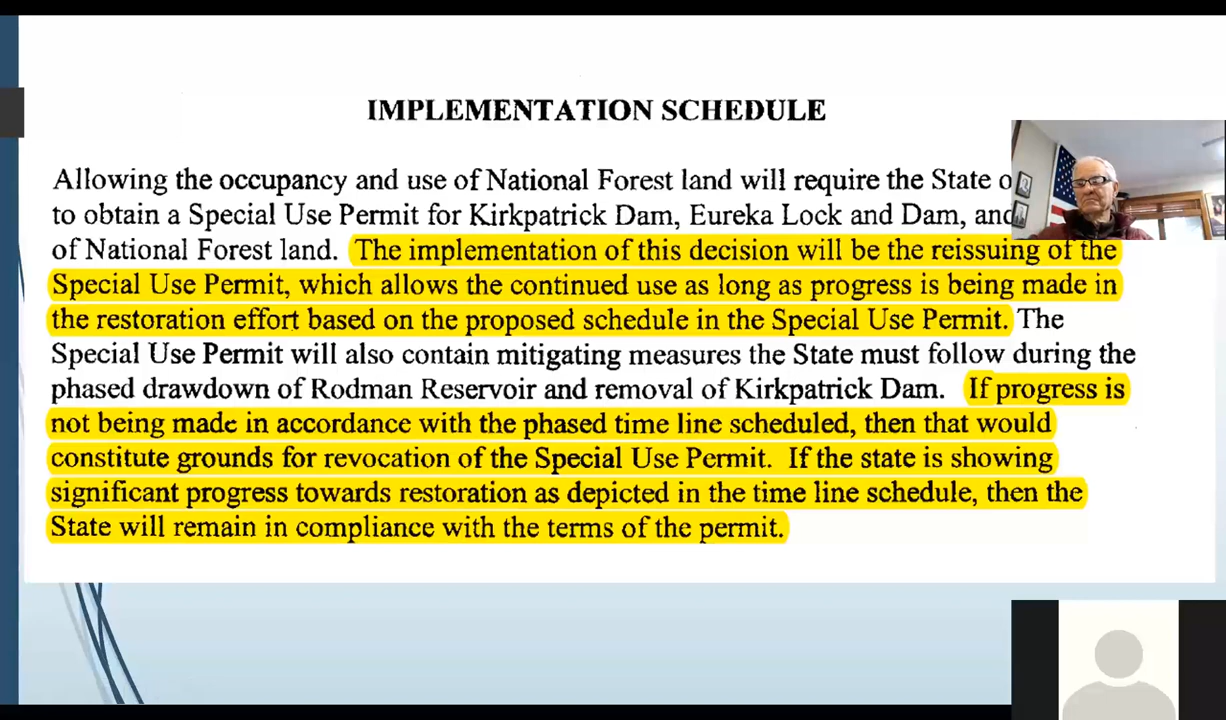 IMPLEMENTATION SCHEDULE
Allowing the occupancy and use of National Forest land will require the State
to obtain a Special Use Permit for Kirkpatrick Dam, Eureka Lock and Dam, and
of National Forest land. The implementation of this decision will be the reissuing of the
Special Use Permit, which allows the continued use as long as progress is being made in
the restoration effort based on the proposed schedule in the Special Use Permit. The
Special Use Permit will also contain mitigating measures the State must follow during the
phased drawdown of Rodman Reservoir and removal of Kirkpatrick Dam. If progress is
not being made in accordance with the phased time line scheduled, then that would
constitute grounds for revocation of the Special Use Permit. If the state is showing
significant progress towards restoration as depicted in the time line schedule, then the
State will remain in compliance with the terms of the permit.